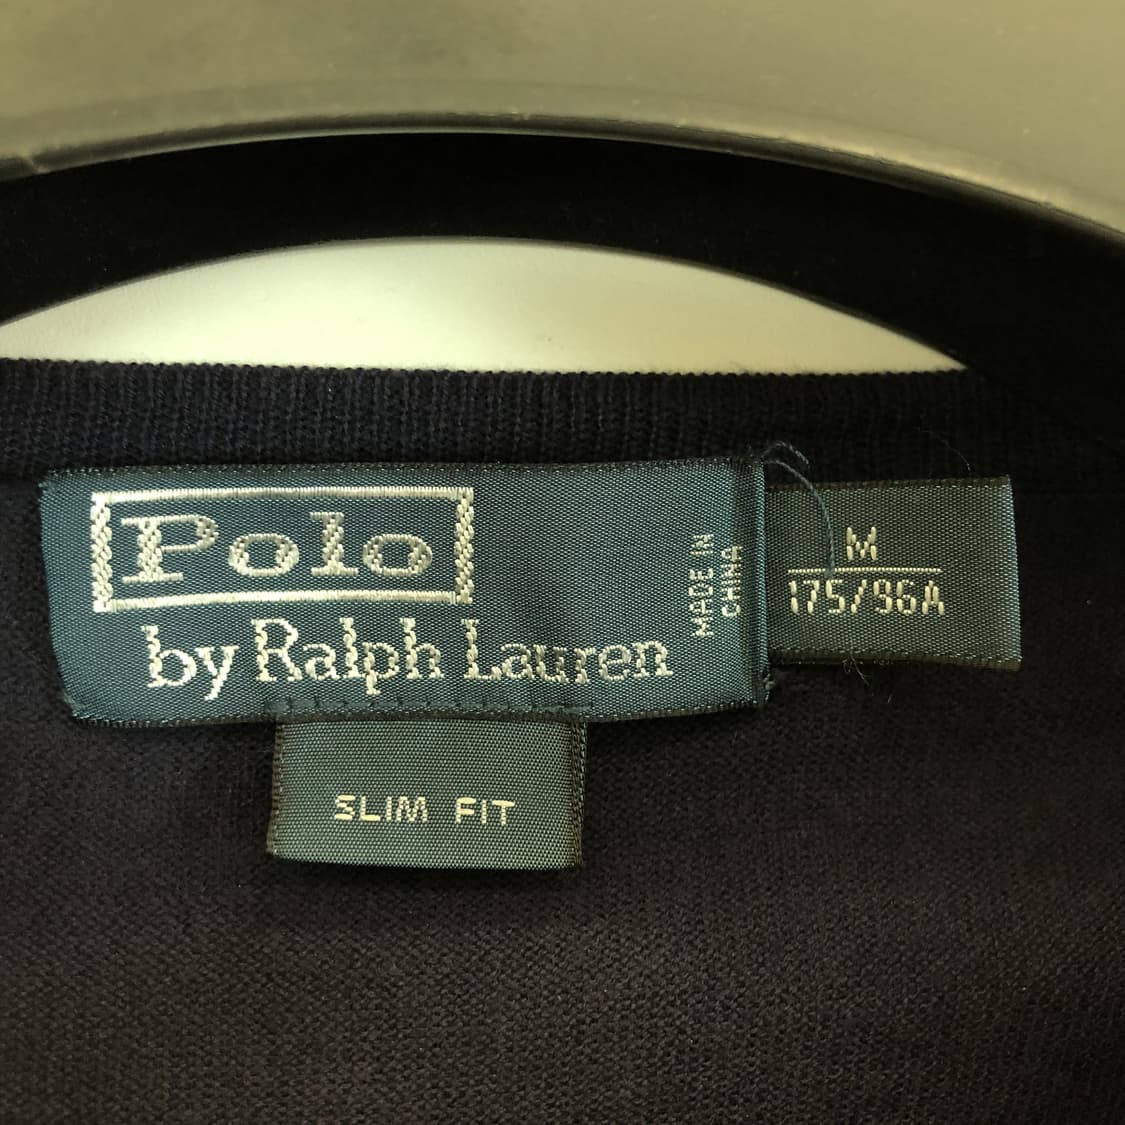 Polo
by Ralph Lauren
MADE IN
CHINA
M
175/96A
SLIM FIT